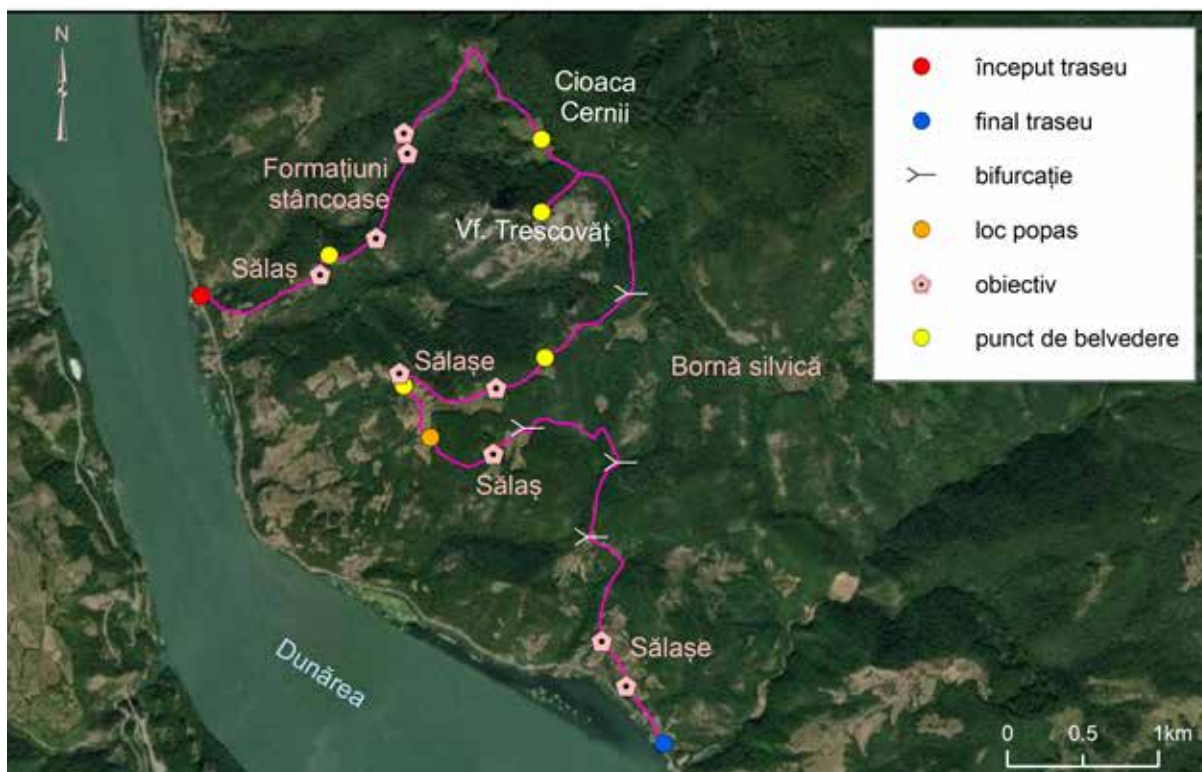 N
Cioaca
Cernii
Formațiuni
stâncoase
Vf. Trescovăț
Sălaș
Sălașe
Bornă silvică
Sălaș
Sălașe
Dunărea
început traseu
final traseu
bifurcație
loc popas
obiectiv
punct de belvedere
0 0.5 1km